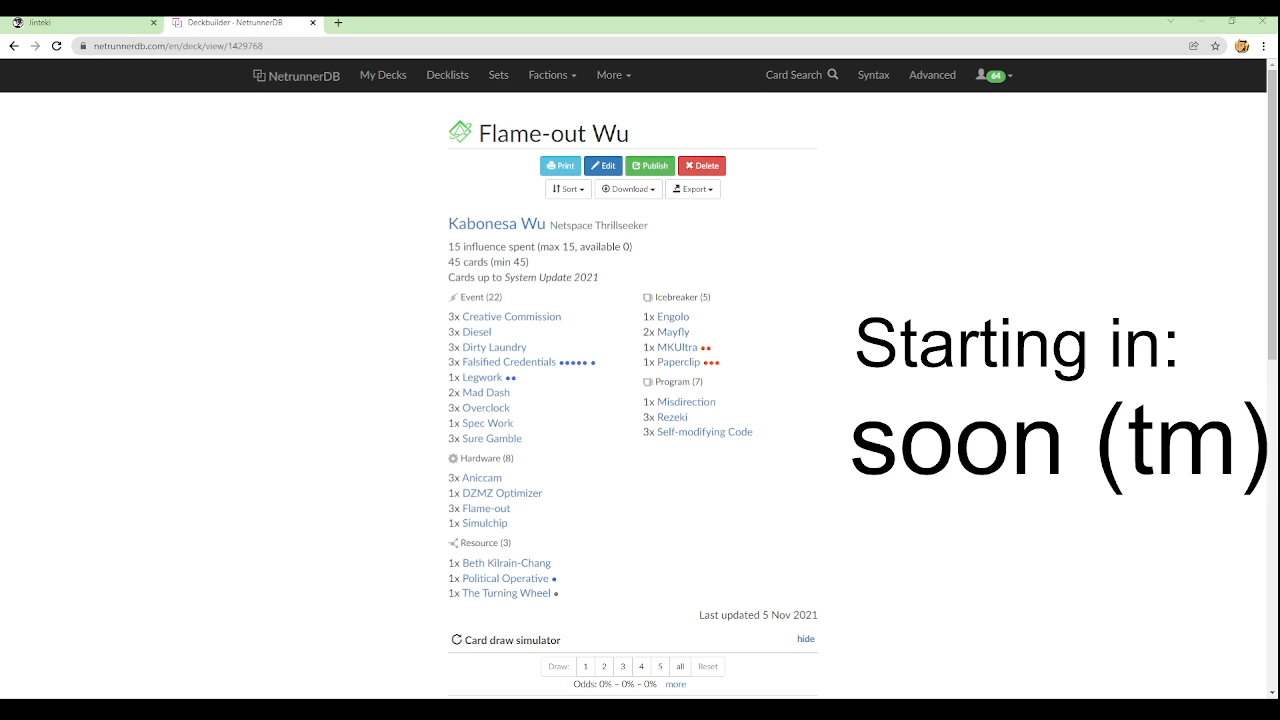 Jinteki
Deckbuilder · NetrunnerDB
netrunnerdb.com/en/deck/view/1429768
NetrunnerDB My Decks Decklists Sets Factions More Card Search Syntax Advanced 64
Flame-out Wu
Print Edit Publish Delete
Sort Download Export
Kabonesa Wu Netspace Thrillseeker
15 influence spent (max 15, available 0)
45 cards (min 45)
Cards up to System Update 2021
Event (22)
3x Creative Commission
3x Diesel
3x Dirty Laundry
3x Falsified Credentials
1x Legwork
2x Mad Dash
3x Overclock
1x Spec Work
3x Sure Gamble
Hardware (8)
3x Aniccam
1x DZMZ Optimizer
3x Flame-out
1x Simulchip
Resource (3)
1x Beth Kilrain-Chang
1x Political Operative
1x The Turning Wheel
Icebreaker (5)
1x Engolo
2x Mayfly
1x MKUltra
1x Paperclip
Program (7)
1x Misdirection
3x Rezeki
3x Self-modifying Code
Last updated 5 Nov 2021
Card draw simulator hide
Draw: 1 2 3 4 5 all Reset
Odds: 0% – 0% – 0% more
Starting in:
soon (tm)